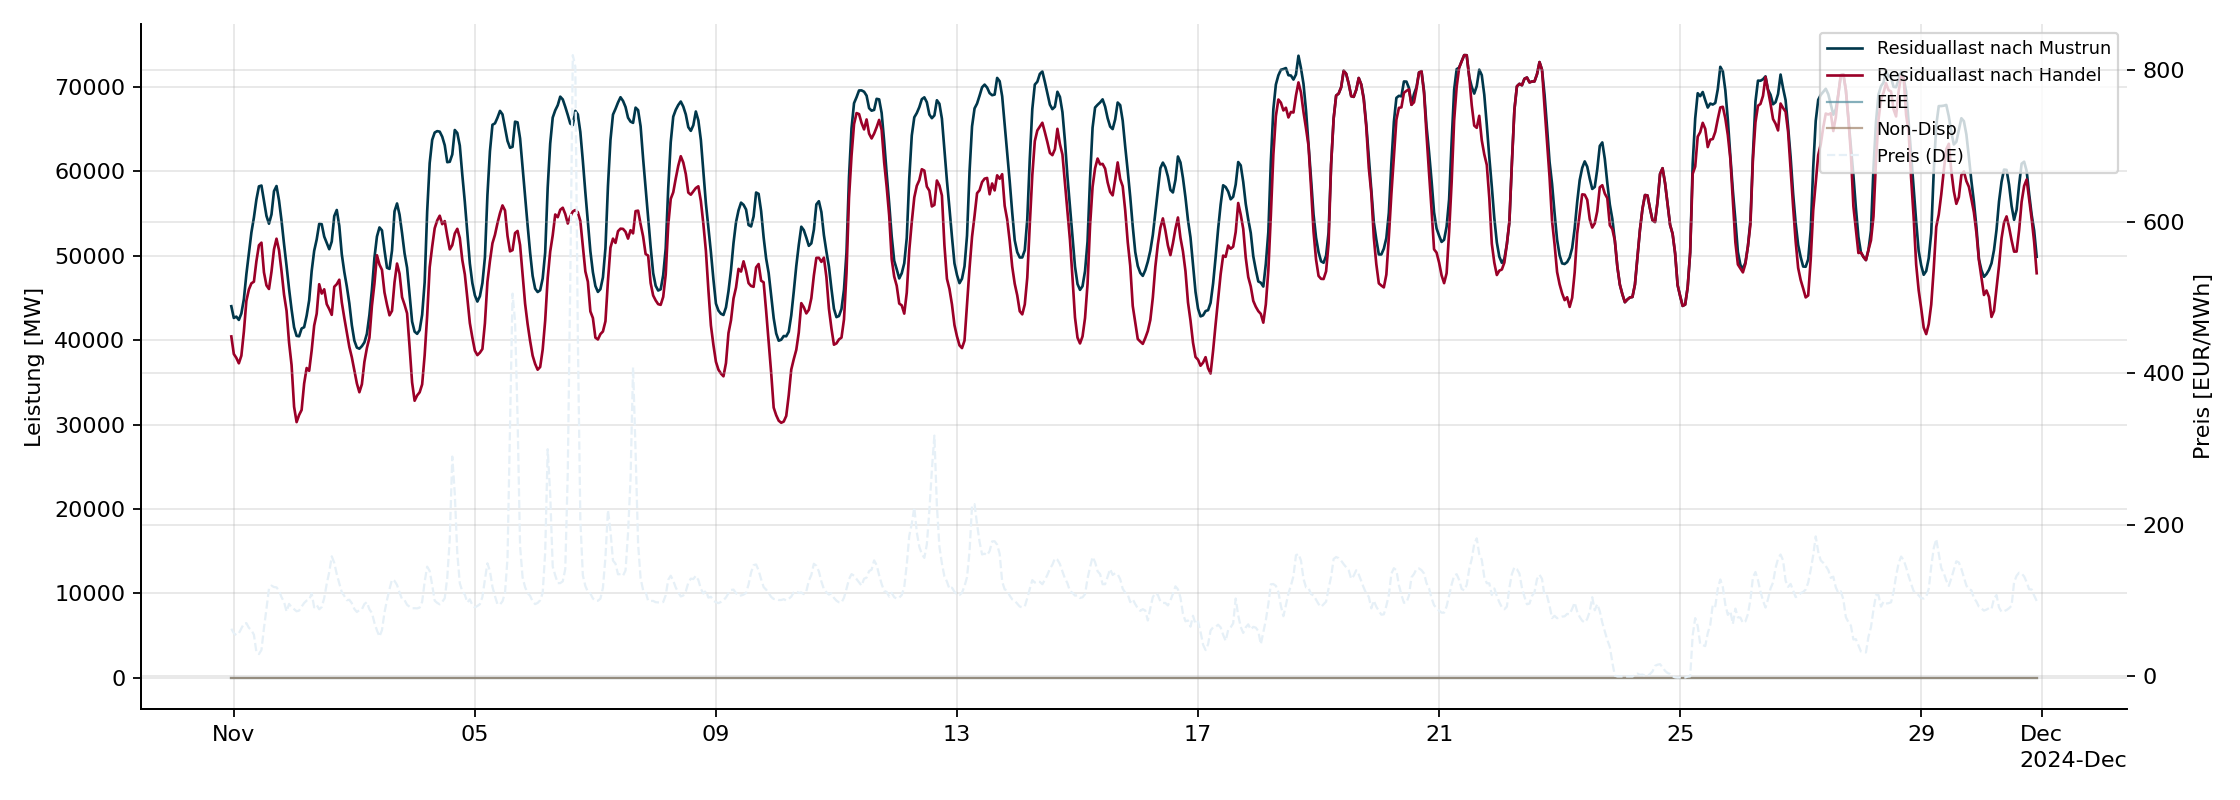 Residuallast nach Mustrun
Residuallast nach Handel
FEE
Non-Disp
Preis (DE)
Leistung [MW]
70000
60000
50000
40000
30000
20000
10000
0
800
600
400
200
0
Preis [EUR/MWh]
Nov 05 09 13 17 21 25 29 Dec
2024-Dec